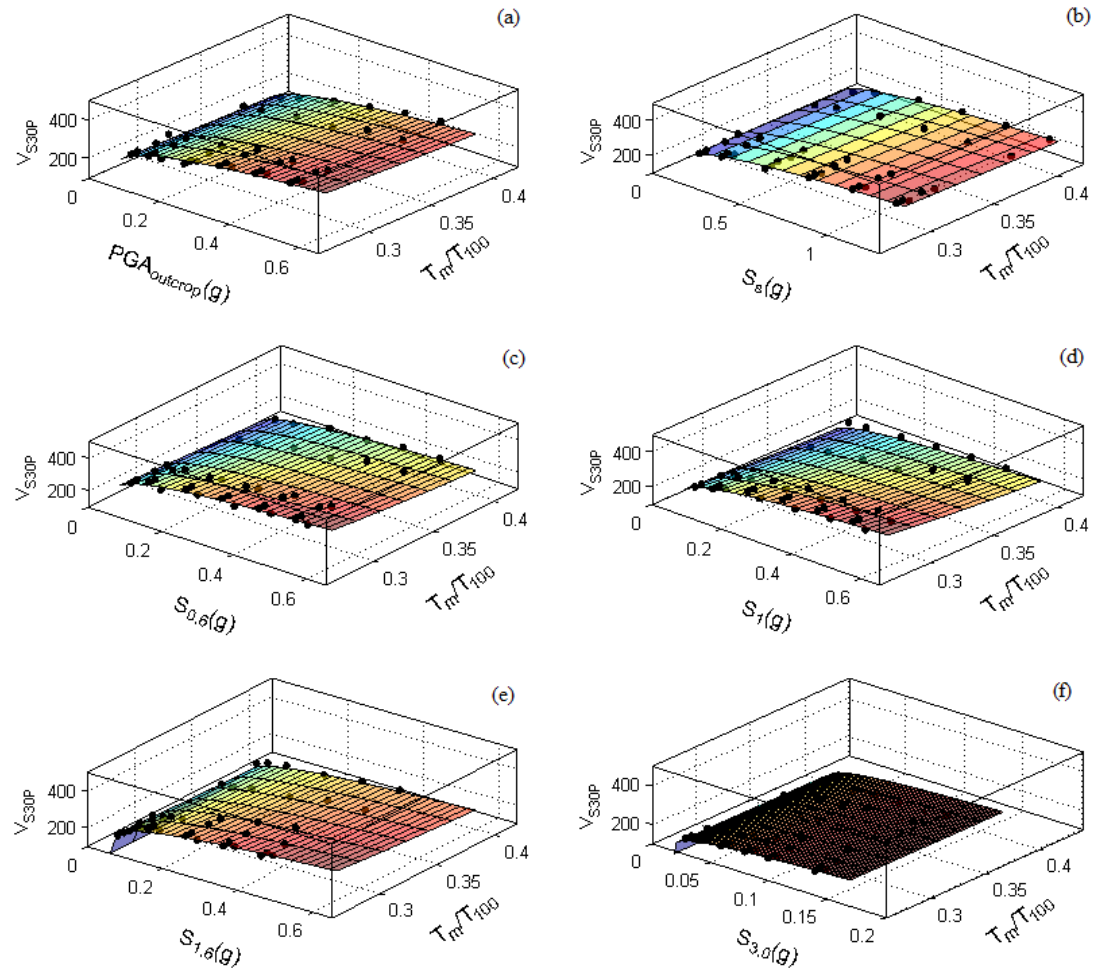 (a)
400
200
0
V_S30P
0.2
0.4
0.6
PGA_outcrop(g)
0.3
0.35
0.4
T_m/T_100
(b)
400
200
0
V_S30P
0.5
1
S_s(g)
0.3
0.35
0.4
T_m/T_100
(c)
400
200
0
V_S30P
0.2
0.4
0.6
S_0.6(g)
0.3
0.35
0.4
T_m/T_100
(d)
400
200
0
V_S30P
0.2
0.4
0.6
S_1(g)
0.3
0.35
0.4
T_m/T_100
(e)
400
200
0
V_S30P
0.2
0.4
0.6
S_1.6(g)
0.3
0.35
0.4
T_m/T_100
(f)
400
200
0
V_S30P
0.05
0.1
0.15
0.2
S_3.0(g)
0.3
0.35
0.4
T_m/T_100